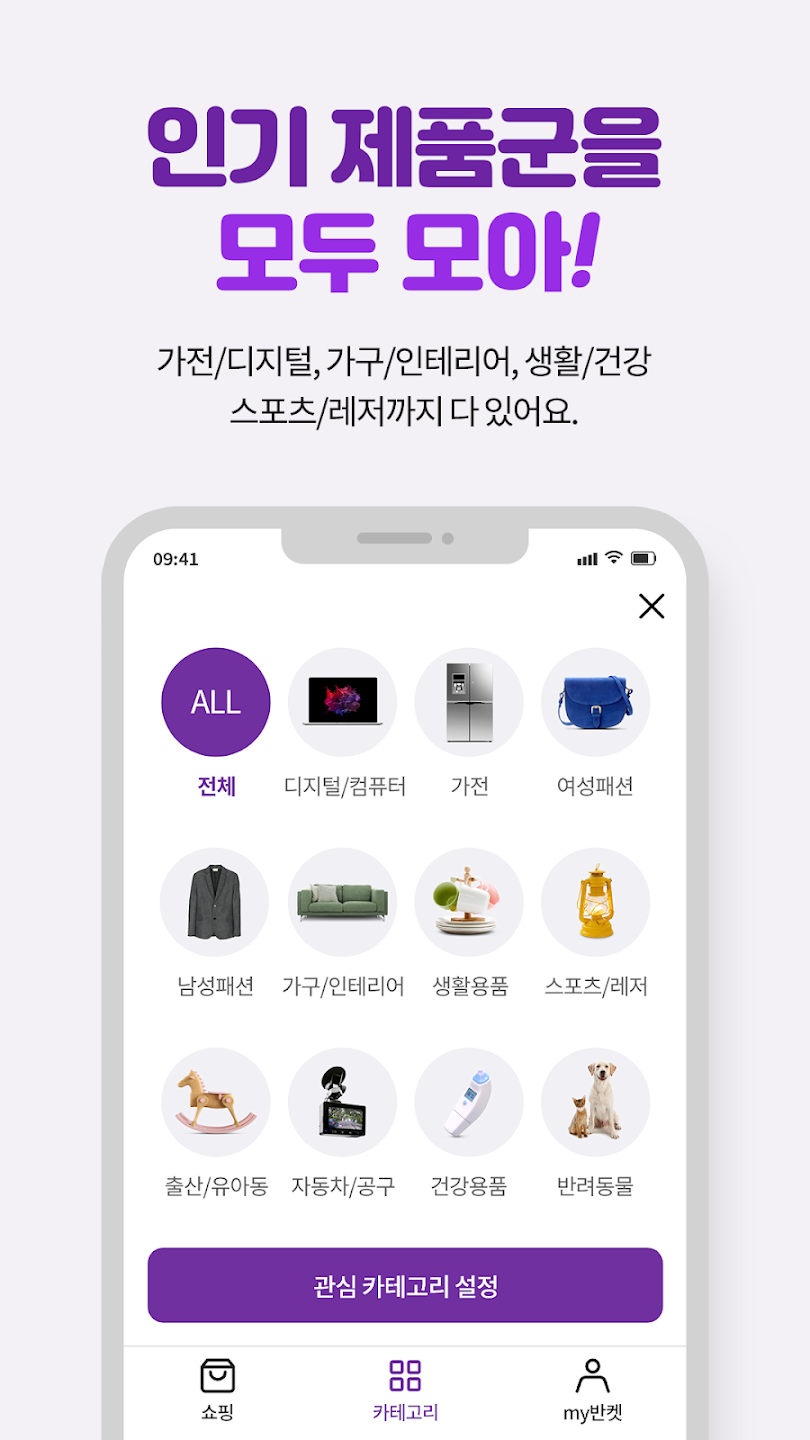 인기 제품군을
모두 모아!
가전/디지털, 가구/인테리어, 생활/건강
스포츠/레저까지 다 있어요.
09:41
ALL
전체
디지털/컴퓨터
가전
여성패션
남성패션
가구/인테리어
생활용품
스포츠/레저
출산/유아동
자동차/공구
건강용품
반려동물
관심 카테고리 설정
쇼핑
카테고리
my반켓